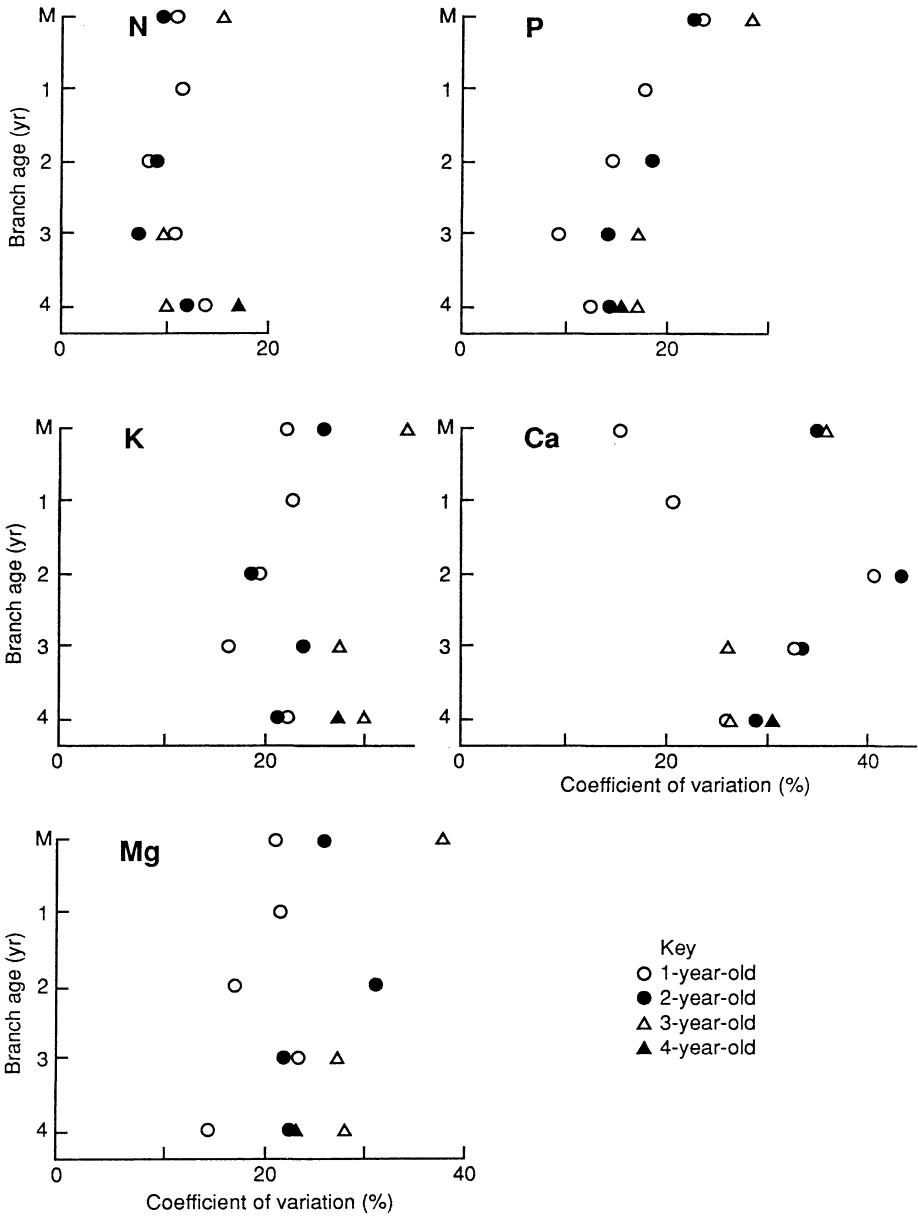 N
P
Branch age (yr)
M
1
2
3
4
0
20
M
1
2
3
4
0
20
K
Ca
Branch age (yr)
M
1
2
3
4
0
20
M
1
2
3
4
0
20
40
Coefficient of variation (%)
Mg
Branch age (yr)
M
1
2
3
4
0
20
40
Coefficient of variation (%)
Key
1-year-old
2-year-old
3-year-old
4-year-old